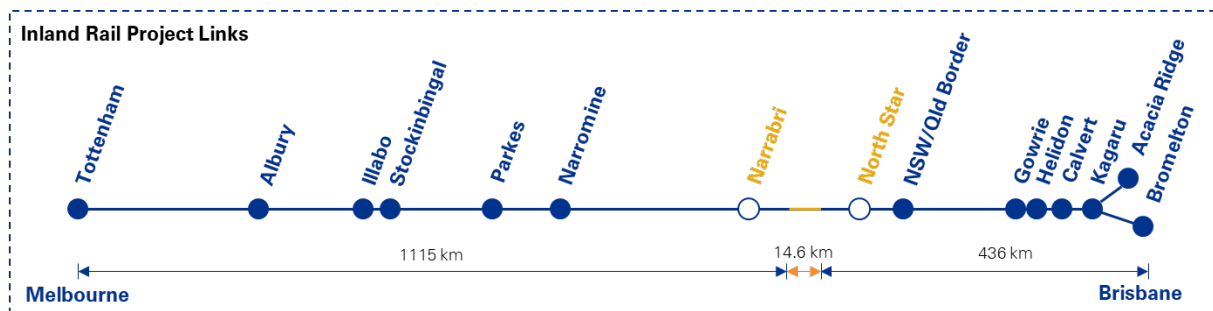 Inland Rail Project Links
Tottenham
Albury
Illabo
Stockinbingal
Parkes
Narromine
Narrabri
North Star
NSW/Qld Border
Gowrie
Helidon
Calvert
Kagaru
Acacia Ridge
Bromelton
1115 km
14.6 km
436 km
Melbourne
Brisbane